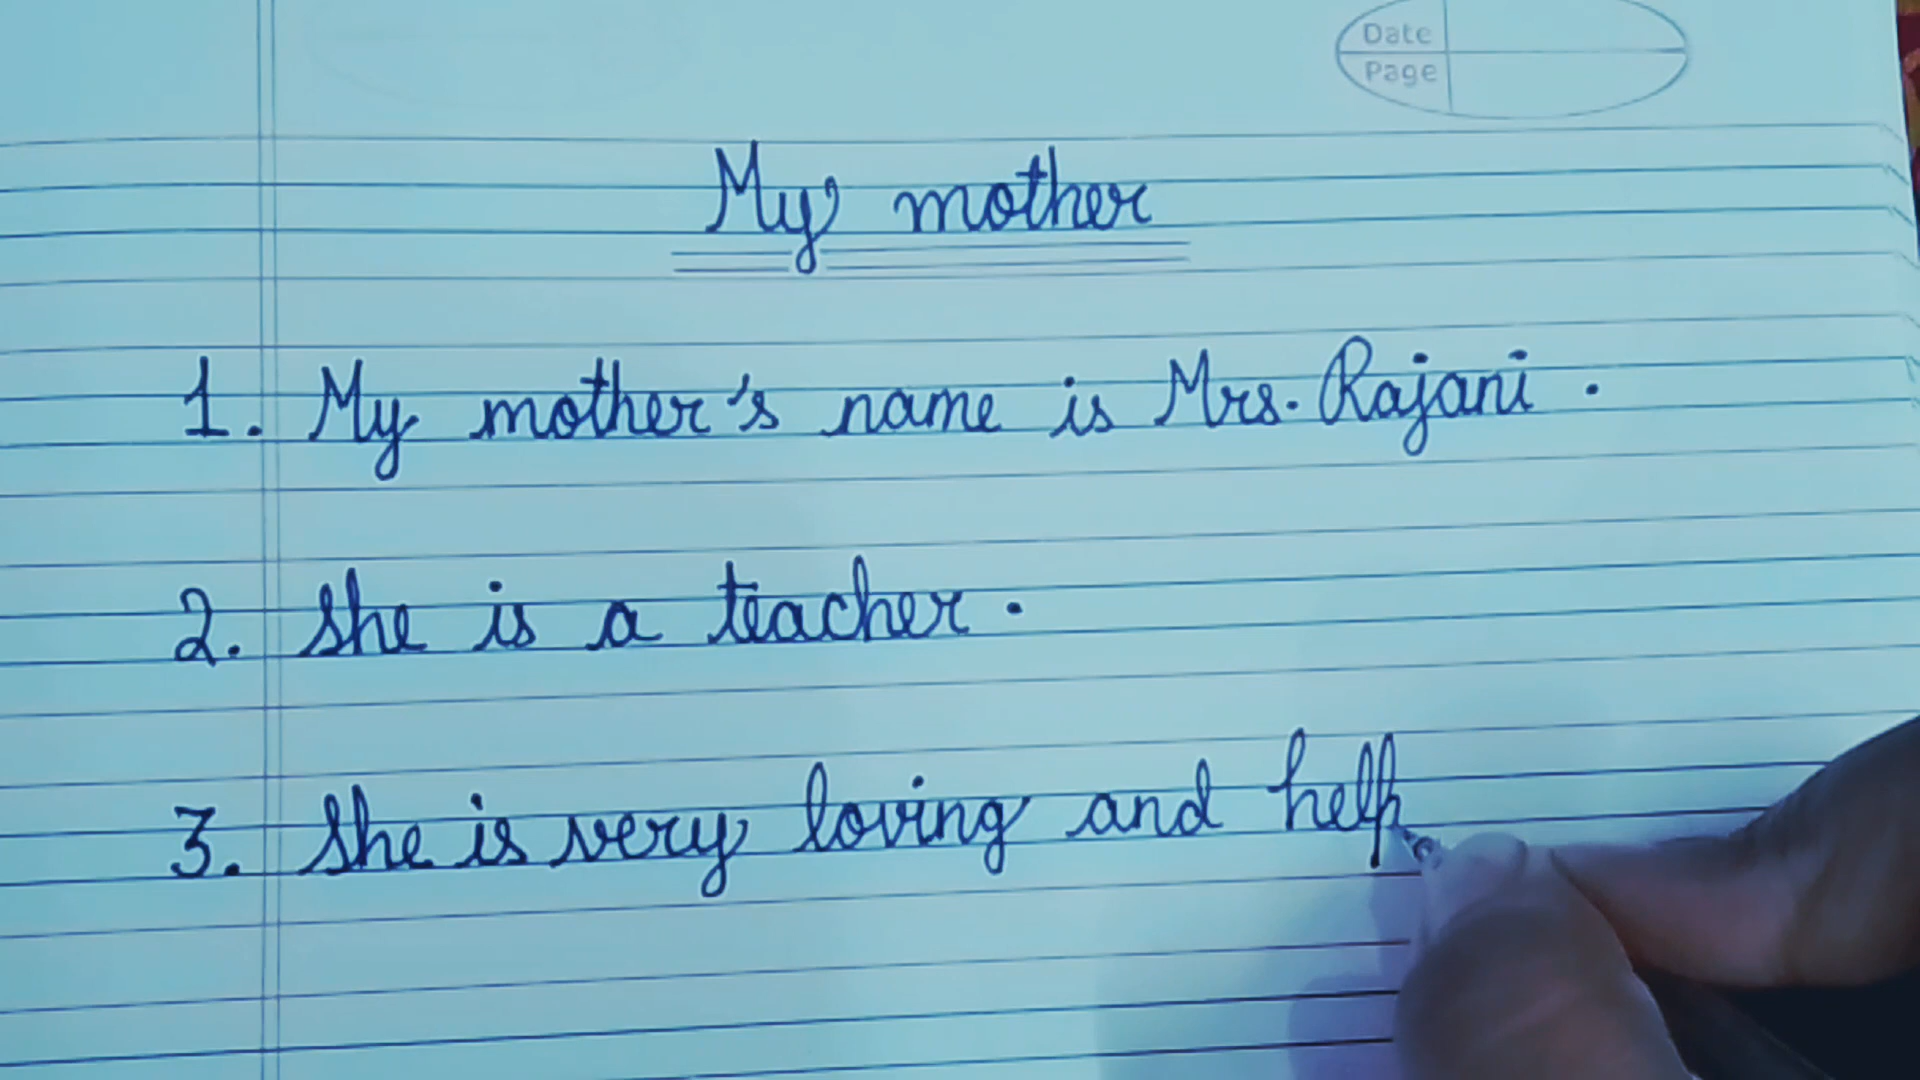 Date
Page
My mother
1. My mother's name is Mrs. Rajani.
2. She is a teacher.
3. She is very loving and help